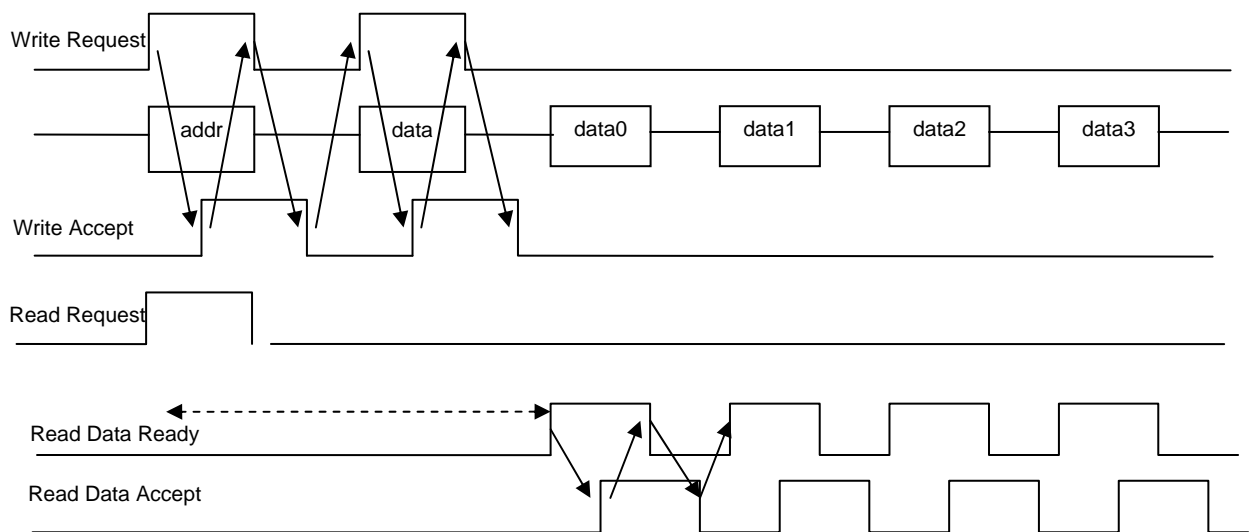 Write Request
addr
data
data0
data1
data2
data3
Write Accept
Read Request
Read Data Ready
Read Data Accept